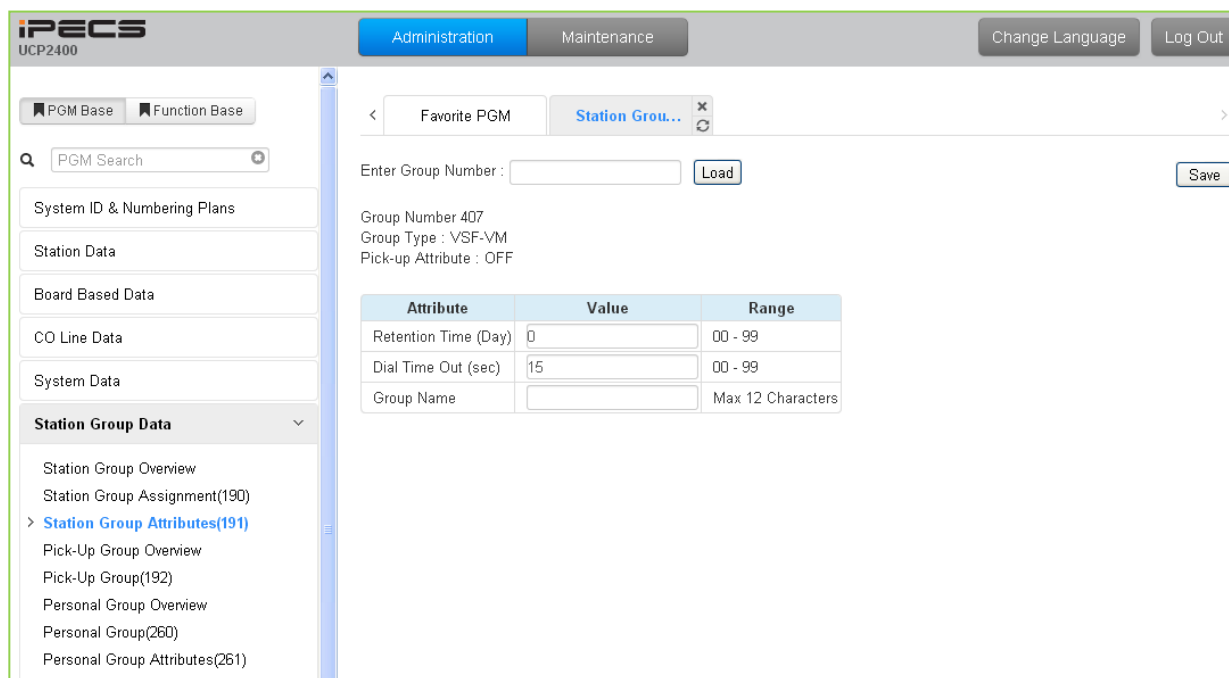 iPECS
UCP2400
Administration
Maintenance
Change Language
Log Out
PGM Base
Function Base
PGM Search
System ID & Numbering Plans
Station Data
Board Based Data
CO Line Data
System Data
Station Group Data
Station Group Overview
Station Group Assignment(190)
> Station Group Attributes(191)
Pick-Up Group Overview
Pick-Up Group(192)
Personal Group Overview
Personal Group(260)
Personal Group Attributes(261)
Favorite PGM
Station Grou...
Enter Group Number :
Load
Save
Group Number 407
Group Type : VSF-VM
Pick-up Attribute : OFF
Attribute Value Range
Retention Time (Day) 0 00 - 99
Dial Time Out (sec) 15 00 - 99
Group Name Max 12 Characters